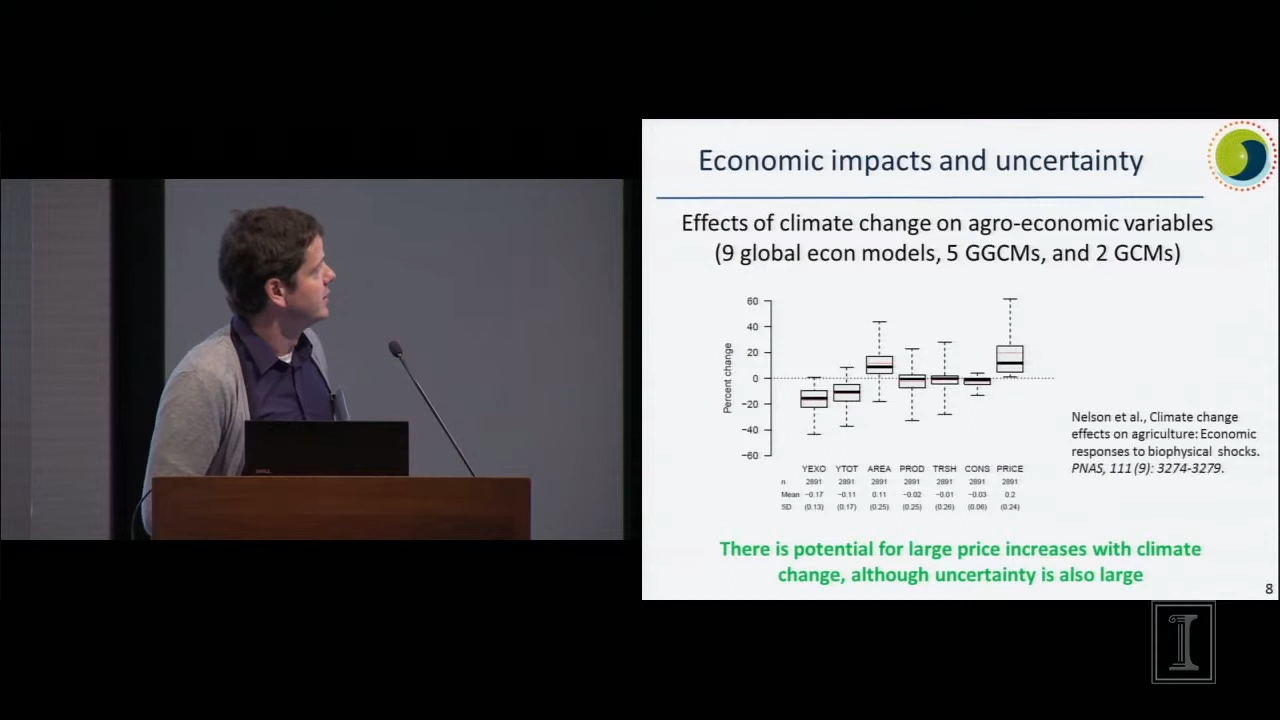 Economic impacts and uncertainty
Effects of climate change on agro-economic variables
(9 global econ models, 5 GGCMs, and 2 GCMs)
60
40
20
0
−20
−40
−60
Percent change
YEXO YTOT AREA PROD TRSH CONS PRICE
n 2891 2891 2891 2891 2891 2891 2891
Mean −0.17 −0.11 0.11 −0.02 −0.01 −0.03 0.2
SD (0.13) (0.17) (0.25) (0.25) (0.26) (0.06) (0.24)
Nelson et al., Climate change
effects on agriculture: Economic
responses to biophysical shocks.
PNAS, 111 (9): 3274-3279.
There is potential for large price increases with climate
change, although uncertainty is also large
8
DELL
I